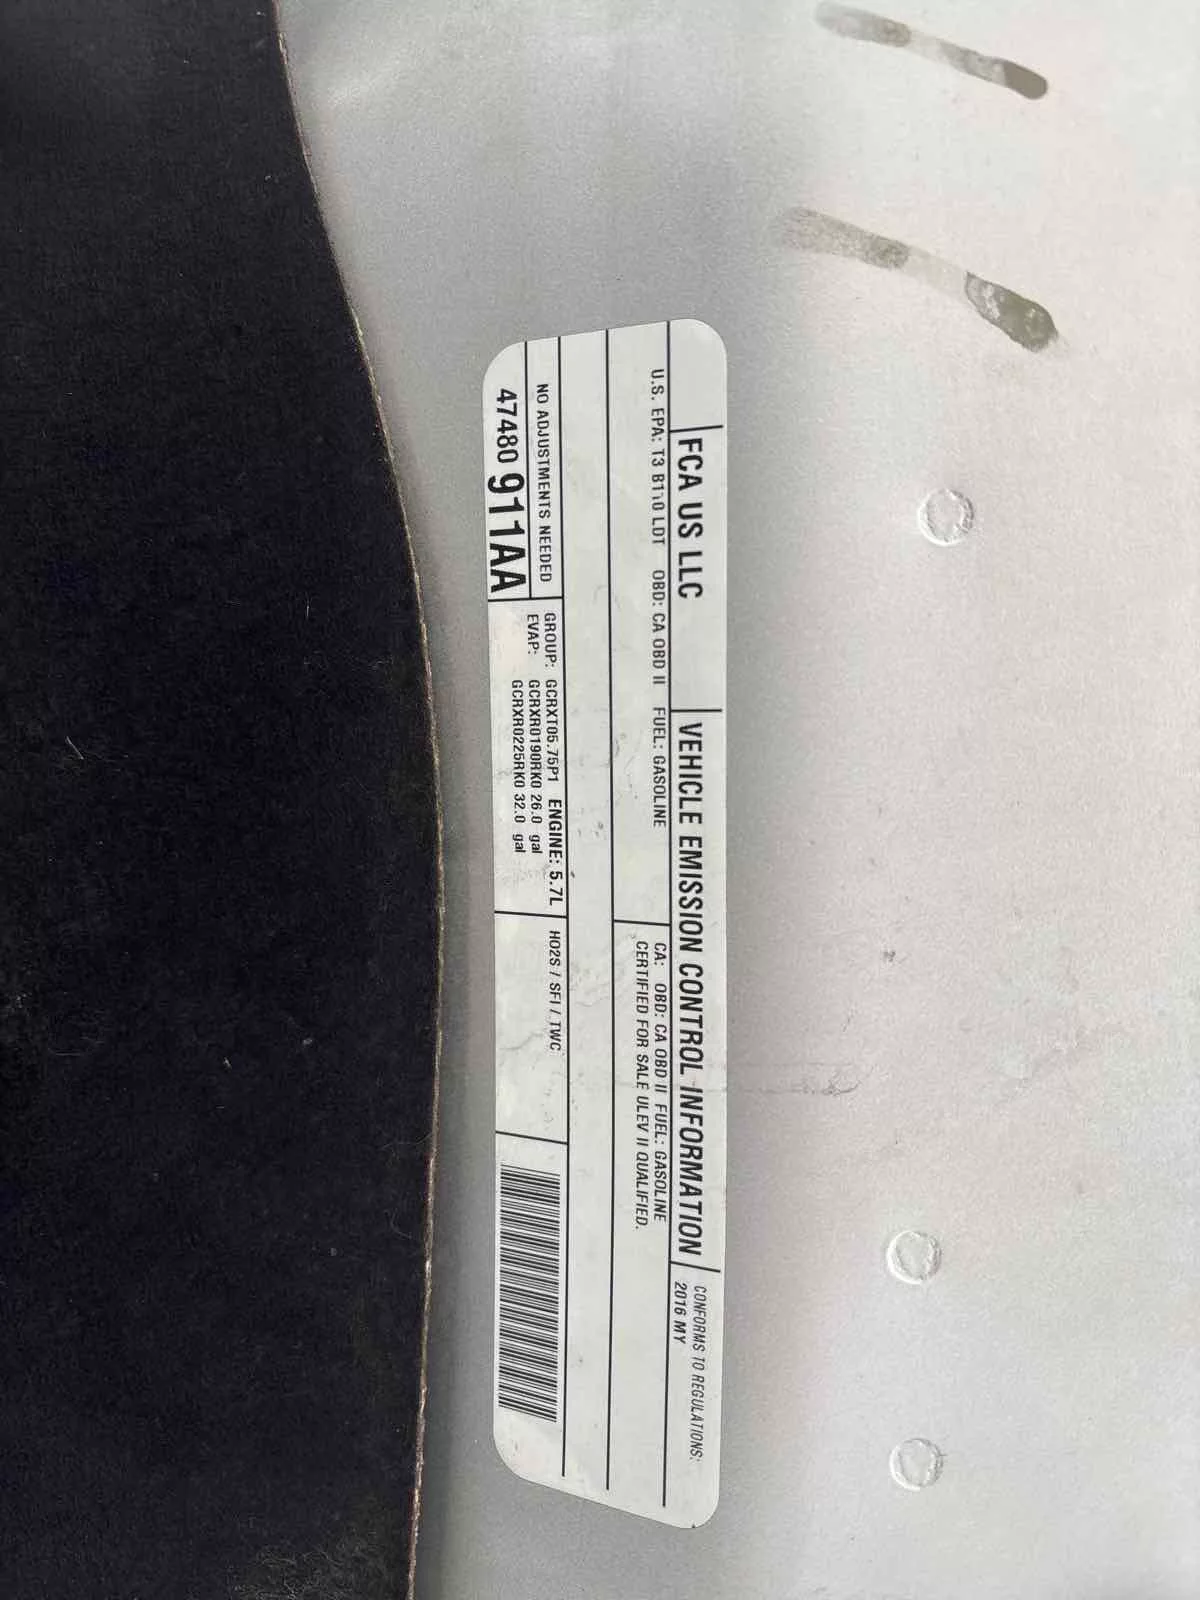 FCA US LLC
VEHICLE EMISSION CONTROL INFORMATION
CONFORMS TO REGULATIONS:
2016 MY
U.S. EPA: T3 B110 LDT OBD: CA OBD II FUEL: GASOLINE
CA: OBD: CA OBD II FUEL: GASOLINE
CERTIFIED FOR SALE ULEV II QUALIFIED.
NO ADJUSTMENTS NEEDED
47480911AA
GROUP: GCRXT05.75P1 ENGINE: 5.7L
EVAP: GCRXR0190RK0 26.0 gal
GCRXR0225RK0 32.0 gal
HO2S / SFI / TWC